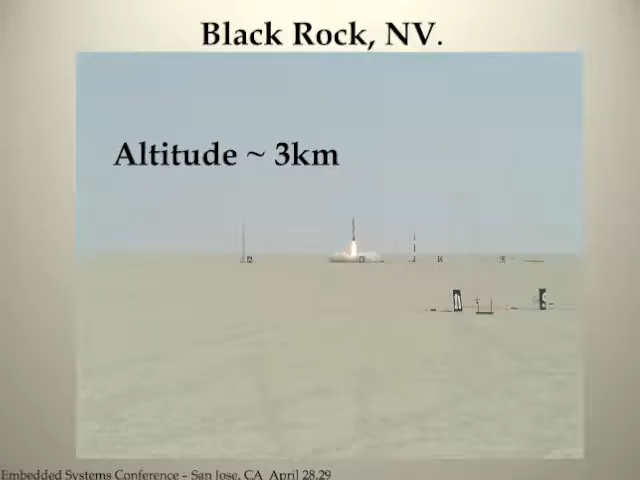 Black Rock, NV.
Altitude ~ 3km
Embedded Systems Conference – San Jose, CA April 28,29